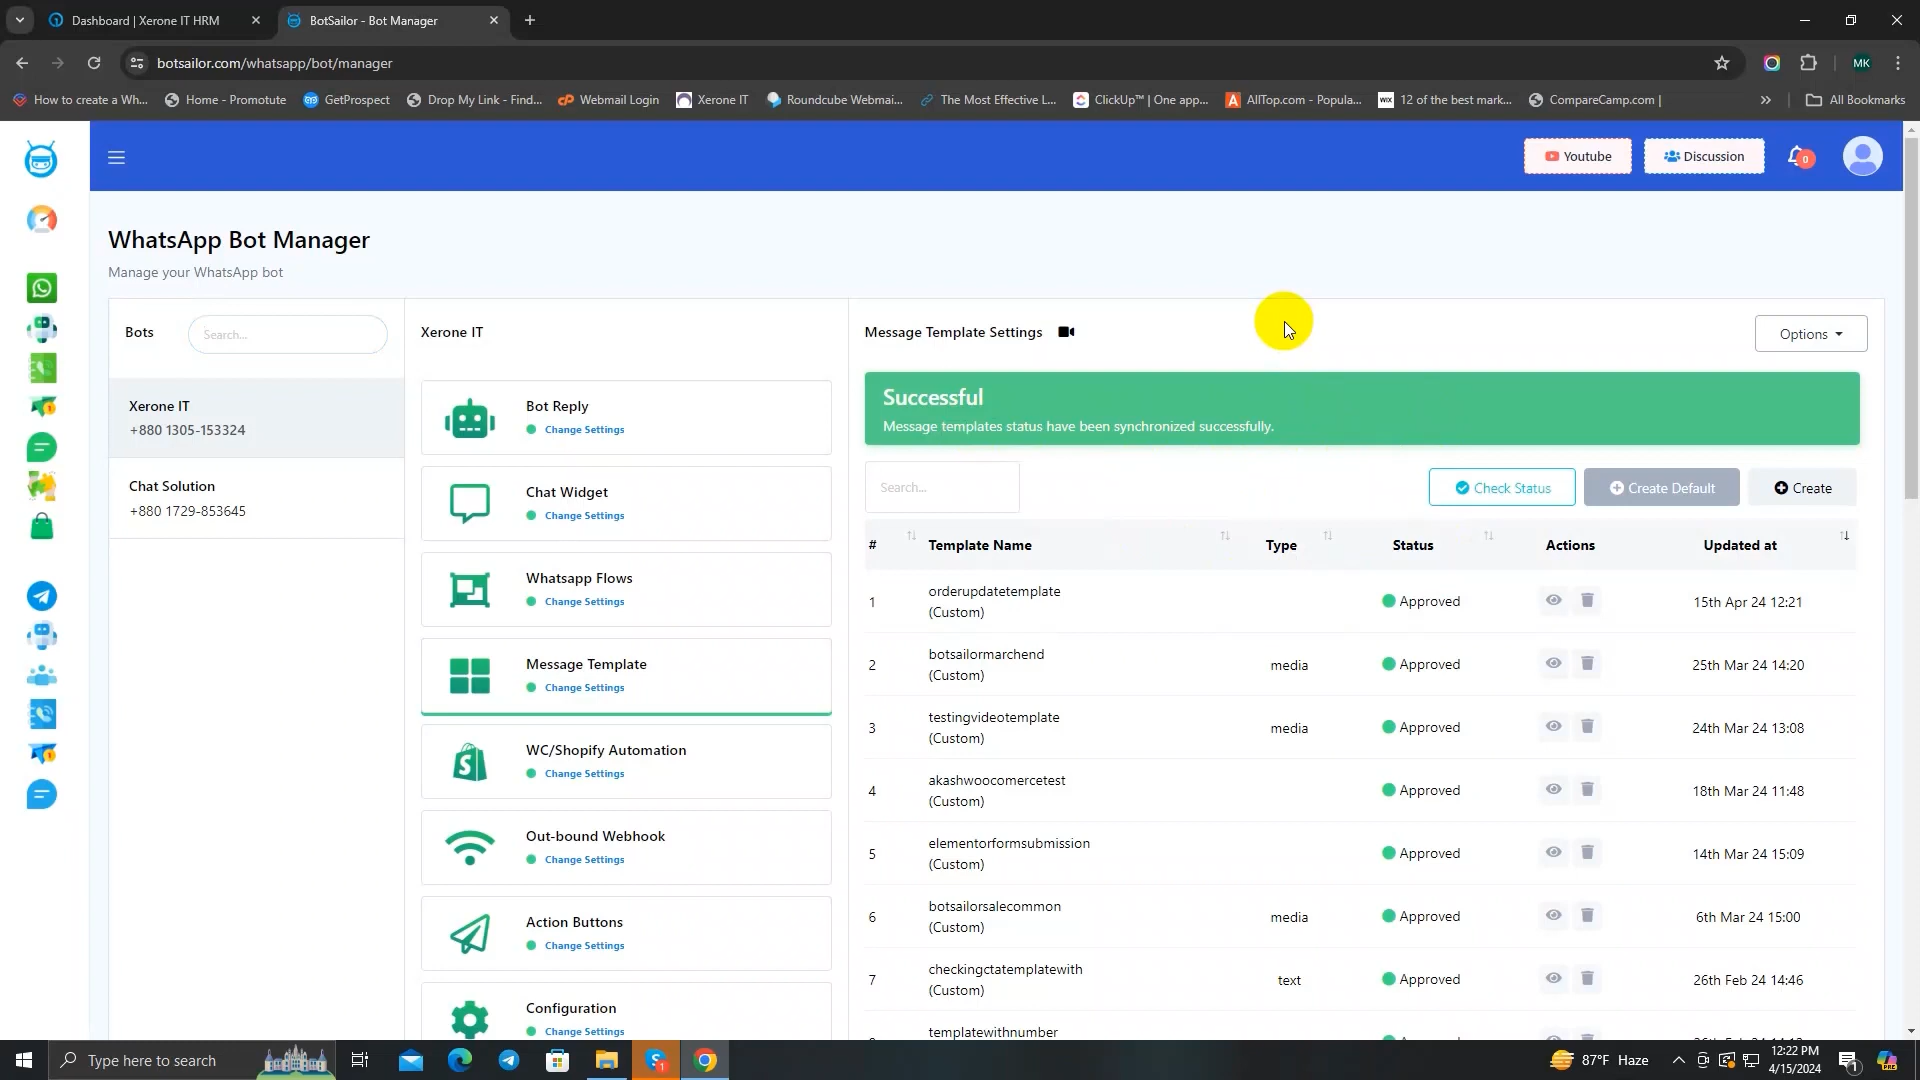 Dashboard | Xerone IT HRM
BotSailor - Bot Manager
botsailor.com/whatsapp/bot/manager
MK
How to create a Wh...
Home - Promotute
GetProspect
Drop My Link - Find...
Webmail Login
Xerone IT
Roundcube Webmai...
The Most Effective L...
ClickUp™ | One app...
AllTop.com - Popula...
WIX
12 of the best mark...
CompareCamp.com |
All Bookmarks
Youtube
Discussion
0
WhatsApp Bot Manager
Manage your WhatsApp bot
Bots
Search...
Xerone IT
+880 1305-153324
Chat Solution
+880 1729-853645
Xerone IT
Bot Reply
Change Settings
Chat Widget
Change Settings
Whatsapp Flows
Change Settings
Message Template
Change Settings
WC/Shopify Automation
Change Settings
Out-bound Webhook
Change Settings
Action Buttons
Change Settings
Configuration
Change Settings
Message Template Settings
Options
Successful
Message templates status have been synchronized successfully.
Search...
Check Status
Create Default
Create
# Template Name Type Status Actions Updated at
1 orderupdatetemplate (Custom) Approved 15th Apr 24 12:21
2 botsailormarchend (Custom) media Approved 25th Mar 24 14:20
3 testingvideotemplate (Custom) media Approved 24th Mar 24 13:08
4 akashwoocomercetest (Custom) Approved 18th Mar 24 11:48
5 elementorformsubmission (Custom) Approved 14th Mar 24 15:09
6 botsailorsalecommon (Custom) media Approved 6th Mar 24 15:00
7 checkingctatemplatewith (Custom) text Approved 26th Feb 24 14:46
templatewithnumber
Type here to search
87°F Haze
12:22 PM
4/15/2024